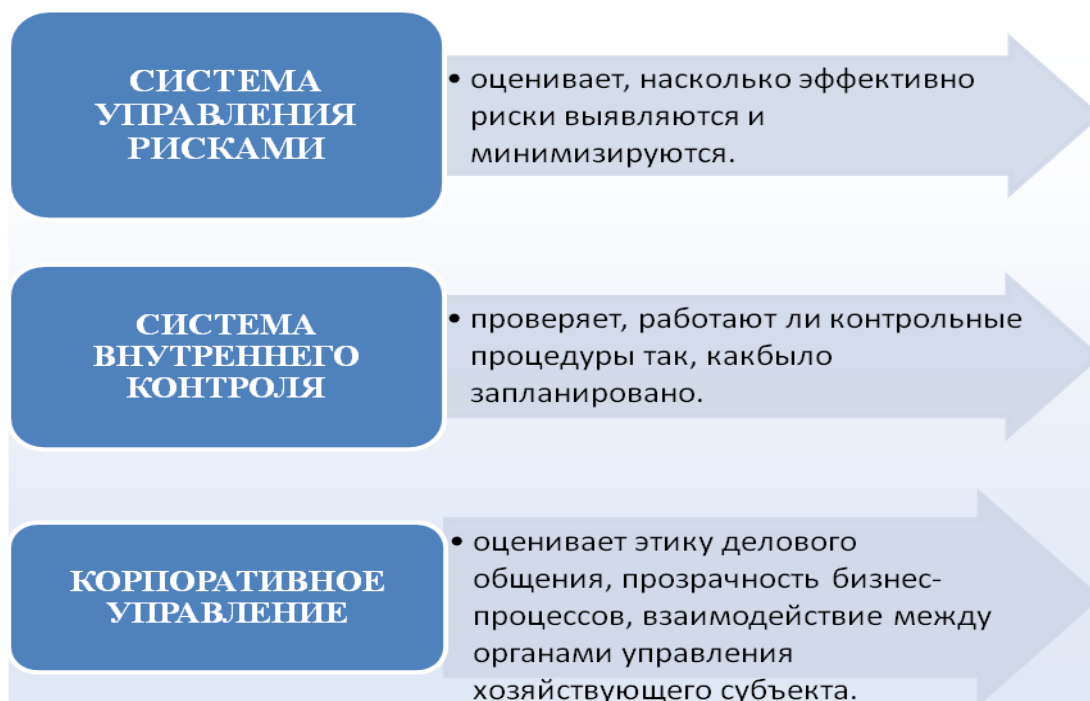 СИСТЕМА
УПРАВЛЕНИЯ
РИСКАМИ
• оценивает, насколько эффективно
риски выявляются и
минимизируются.
СИСТЕМА
ВНУТРЕННЕГО
КОНТРОЛЯ
• проверяет, работают ли контрольные
процедуры так, какбыло
запланировано.
КОРПОРАТИВНОЕ
УПРАВЛЕНИЕ
• оценивает этику делового
общения, прозрачность бизнес-
процессов, взаимодействие между
органами управления
хозяйствующего субъекта.